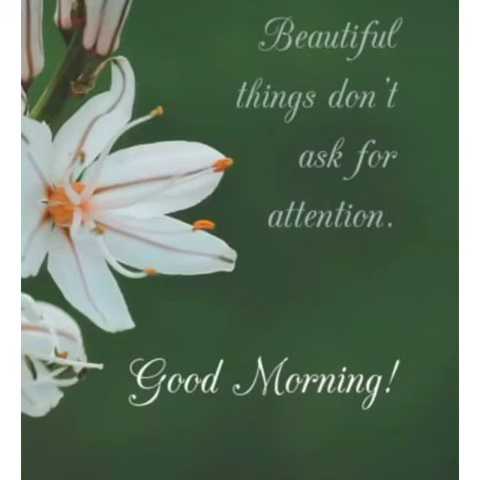 Beautiful
things don't
ask for
attention.
Good Morning!